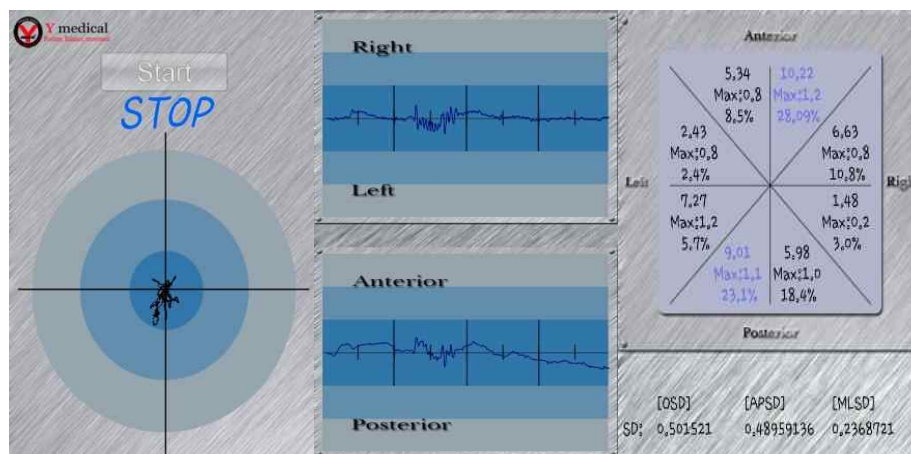 Y medical
Start
STOP
Right
Left
Anterior
Posterior
Anterior
5,34
Max:0,8
8,5%
10,22
Max:1,2
28,09%
2,43
Max:0,8
2,4%
6,63
Max:0,8
10,8%
Left
Right
7,27
Max:1,2
5,7%
1,48
Max:0,2
3,0%
9,01
Max:1,1
23,1%
5,98
Max:1,0
18,4%
Posterior
[OSD] [APSD] [MLSD]
SD: 0,501521 0,48959136 0,2368721